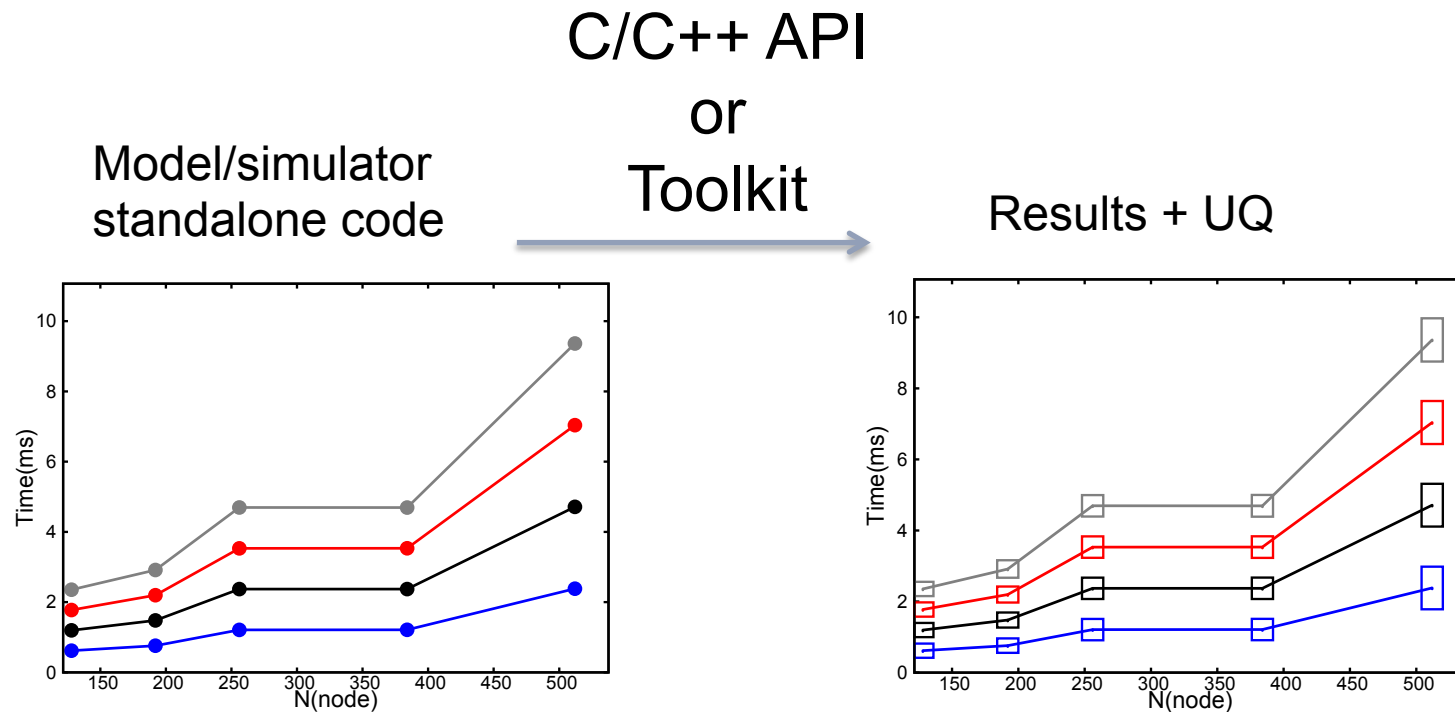 C/C++ API
or
Toolkit
Model/simulator
standalone code
Results + UQ
10
8
6
4
2
0
Time(ms)
150 200 250 300 350 400 450 500
N(node)
10
8
6
4
2
0
Time(ms)
150 200 250 300 350 400 450 500
N(node)